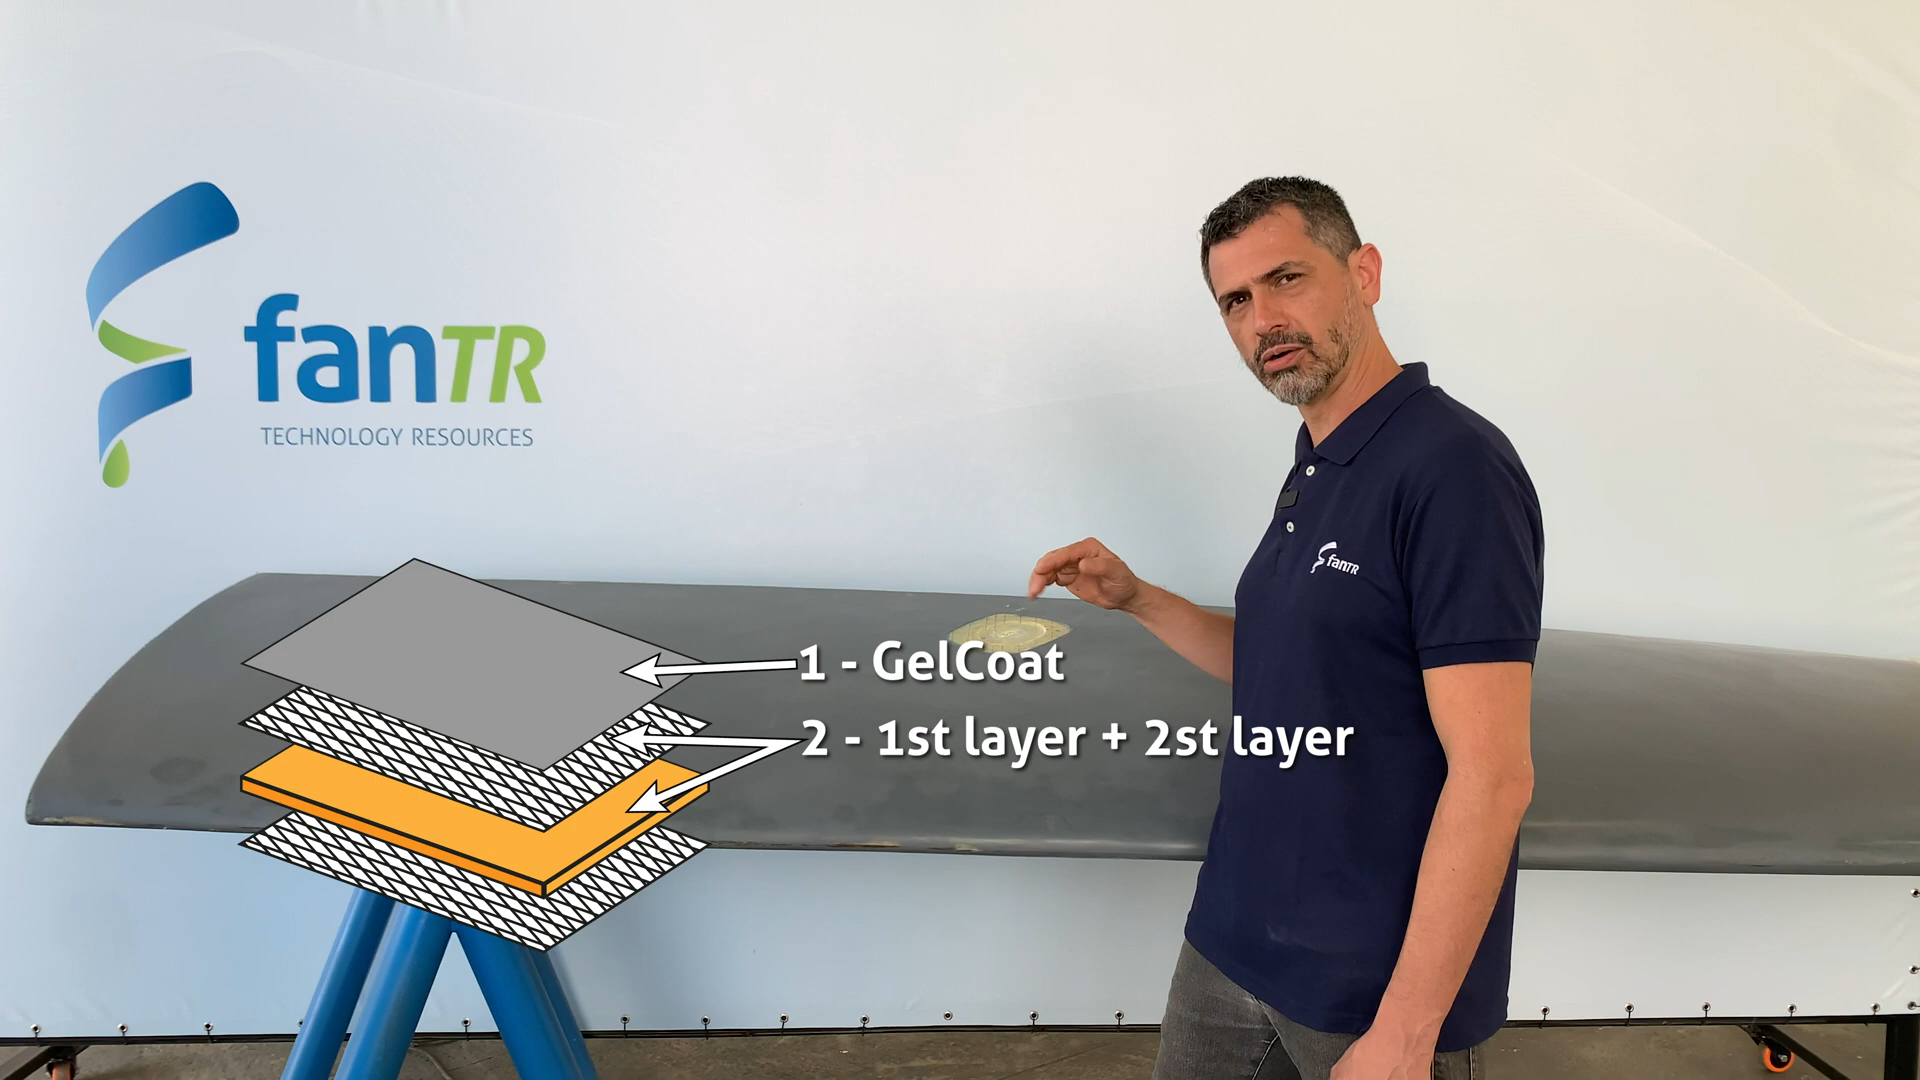 fanTR
TECHNOLOGY RESOURCES
fanTR
1 - GelCoat
2 - 1st layer + 2st layer